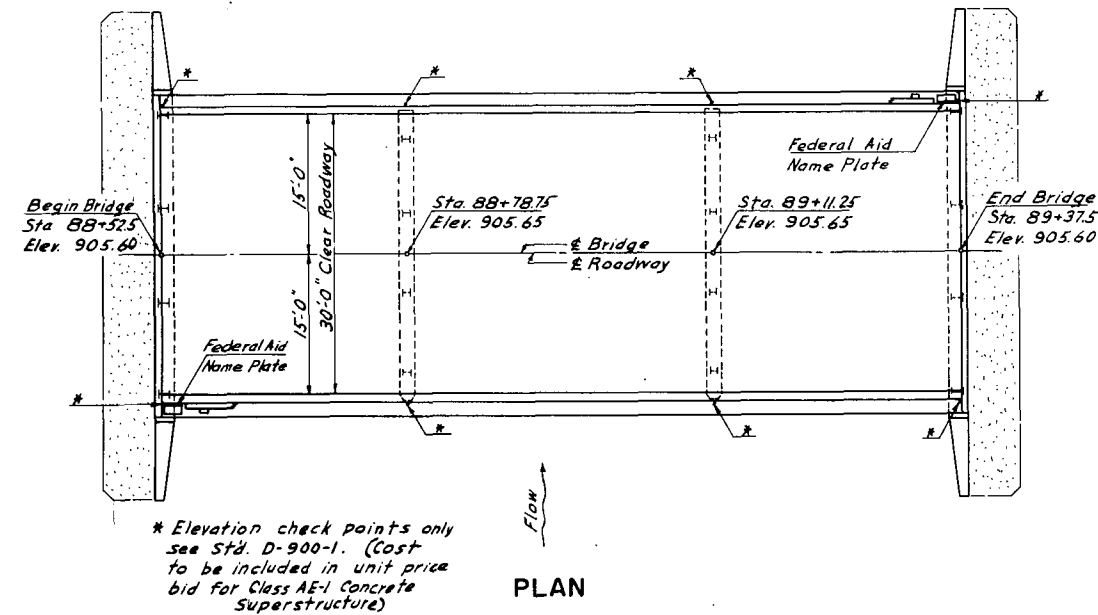 *
*
*
*
Federal Aid
Name Plate
15'-0"
30'-0" Clear Roadway
Begin Bridge
Sta 88+52.5
Elev. 905.60
Sta. 88+78.75
Elev. 905.65
℄ Bridge
℄ Roadway
Sta. 89+11.25
Elev. 905.65
End Bridge
Sta. 89+37.5
Elev. 905.60
15'-0"
Federal Aid
Name Plate
*
*
*
*
Flow
* Elevation check points only
see Std. D-900-1. (Cost
to be included in unit price
bid for Class AE-1 Concrete
Superstructure)
PLAN